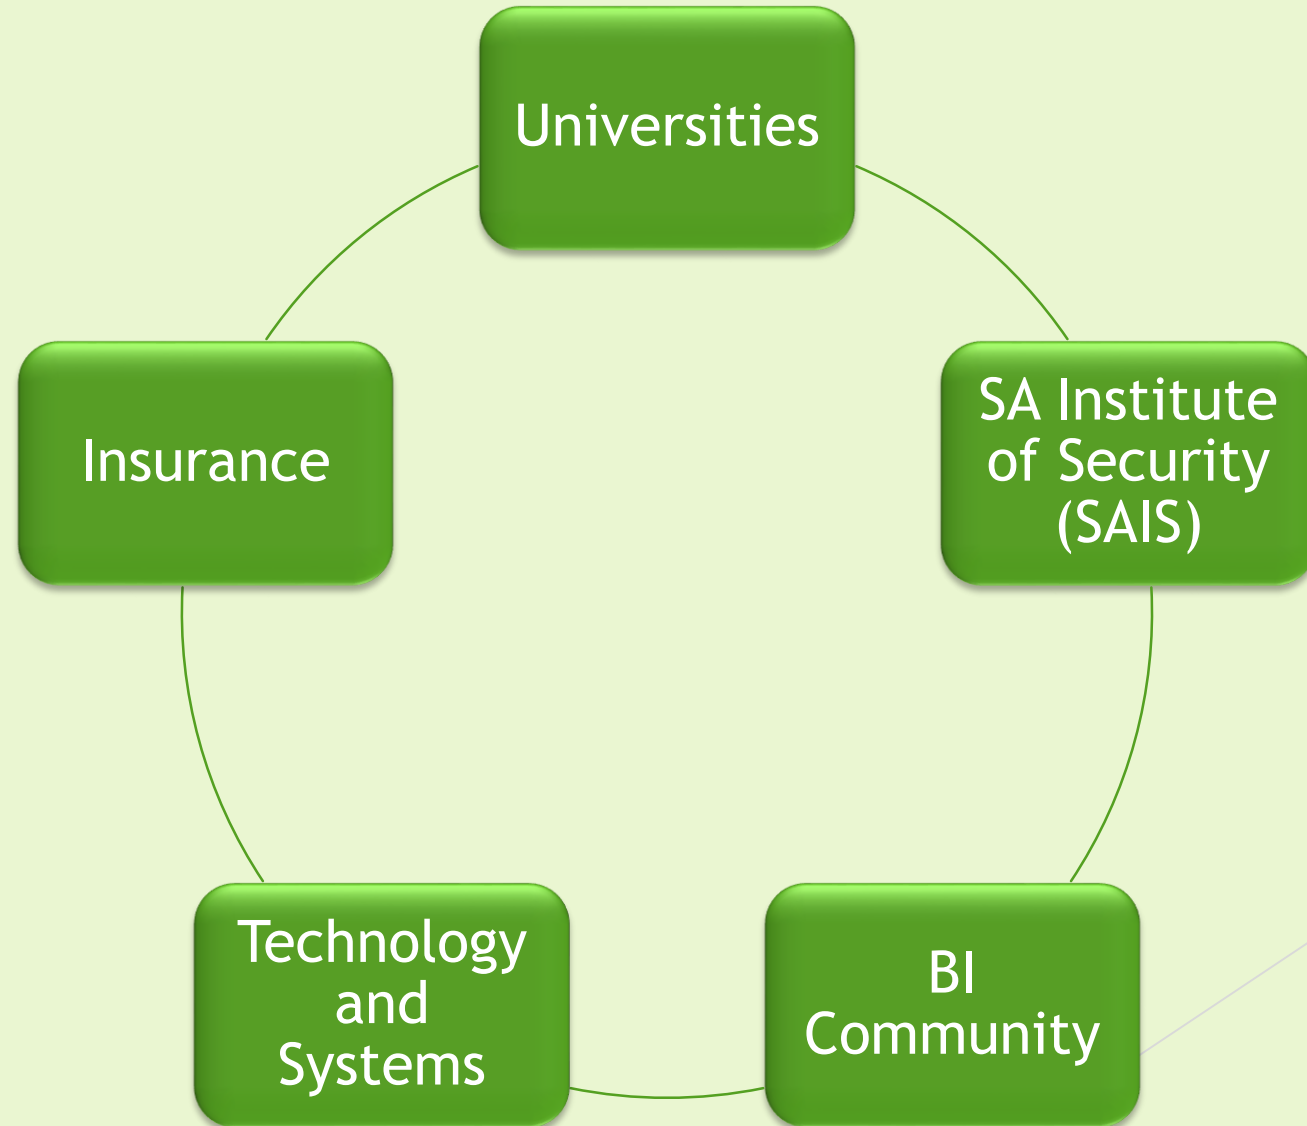 Universities
SA Institute
of Security
(SAIS)
Insurance
Technology
and
Systems
BI
Community